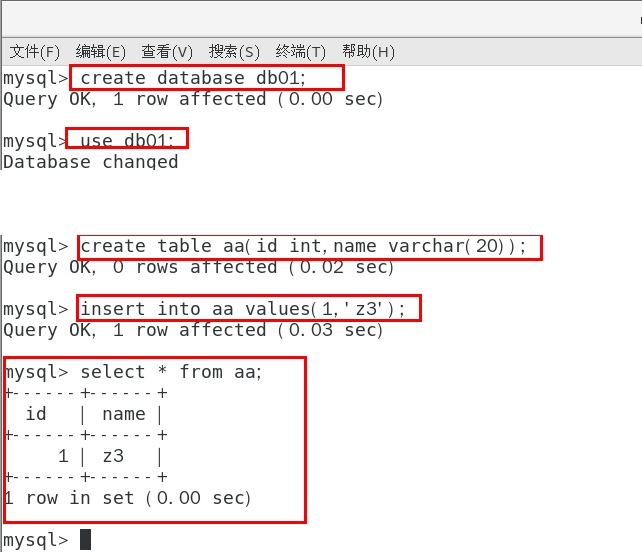 文件(F) 编辑(E) 查看(V) 搜索(S) 终端(T) 帮助(H)
mysql> create database db01;
Query OK, 1 row affected (0.00 sec)
mysql> use db01;
Database changed
mysql> create table aa(id int,name varchar(20));
Query OK, 0 rows affected (0.02 sec)
mysql> insert into aa values(1,'z3');
Query OK, 1 row affected (0.03 sec)
mysql> select * from aa;
+------+------+
id | name |
+------+------+
1 | z3 |
+------+------+
1 row in set (0.00 sec)
mysql>